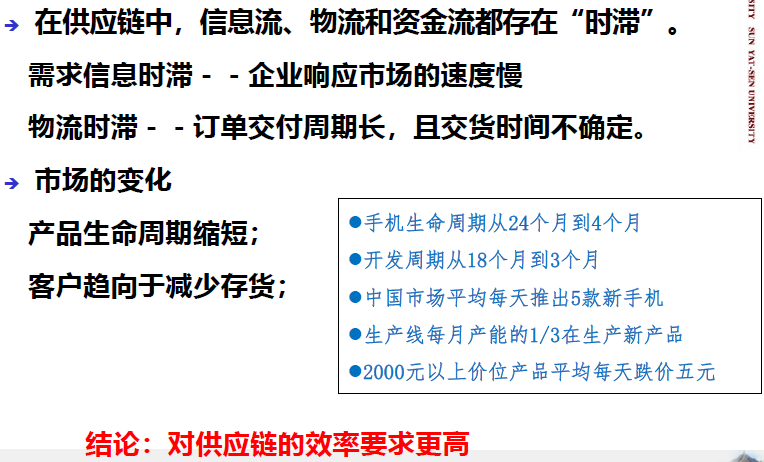 ➔ 在供应链中，信息流、物流和资金流都存在“时滞”。
需求信息时滞－－企业响应市场的速度慢
物流时滞－－订单交付周期长，且交货时间不确定。
➔ 市场的变化
产品生命周期缩短；
客户趋向于减少存货；
●手机生命周期从24个月到4个月
●开发周期从18个月到3个月
●中国市场平均每天推出5款新手机
●生产线每月产能的1/3在生产新产品
●2000元以上价位产品平均每天跌价五元
结论：对供应链的效率要求更高
SITY SUN YAT-SEN UNIVERSITY